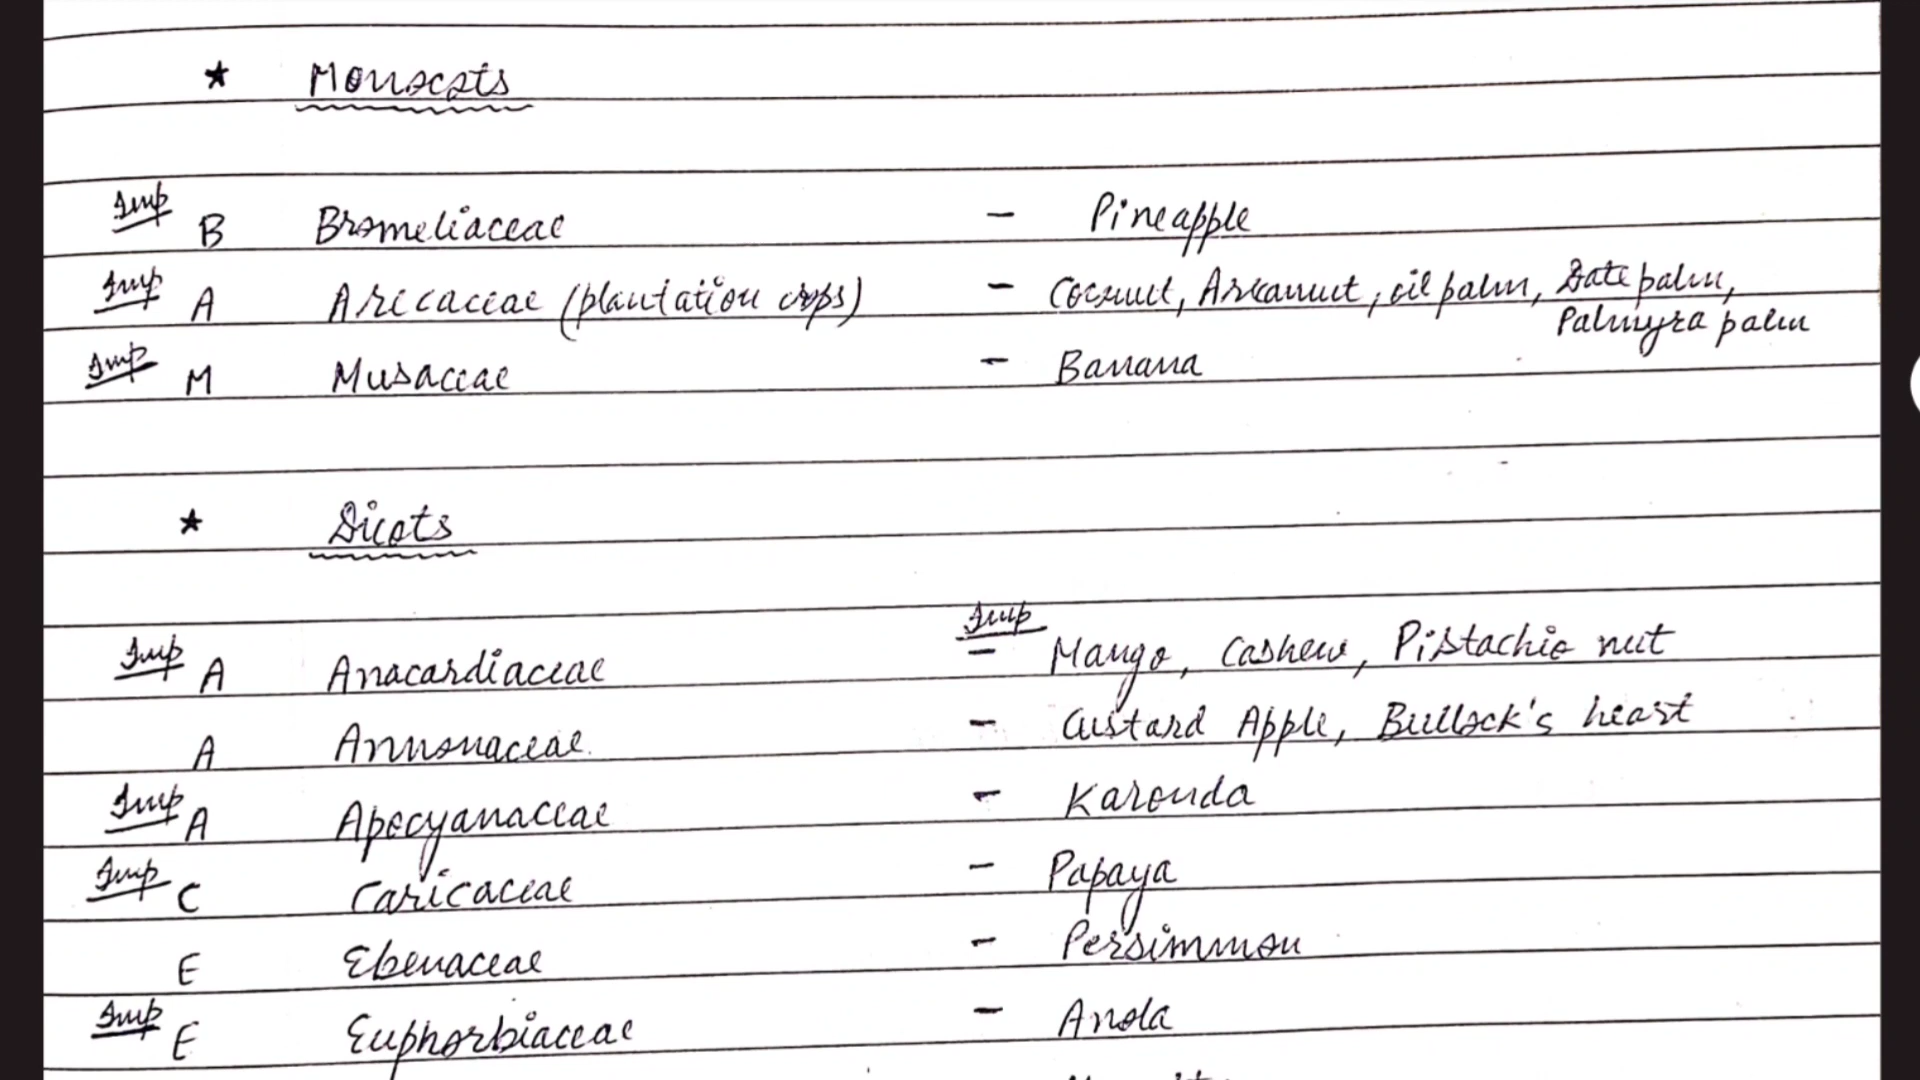 ★ Monocots
Imp B Bromeliaceae - Pineapple
Imp A Aricaceae (plantation crops) - Coconut, Arecanut, oil palm, Date palm,
Palmyra palm
Imp M Musaceae - Banana
★ Dicots
Imp
Imp A Anacardiaceae - Mango, Cashew, Pistachio nut
A Annonaceae - Custard Apple, Bullock's heart
Imp A Apocyanaceae - Karonda
Imp C Caricaceae - Papaya
E Ebenaceae - Persimmon
Imp E Euphorbiaceae - Anola